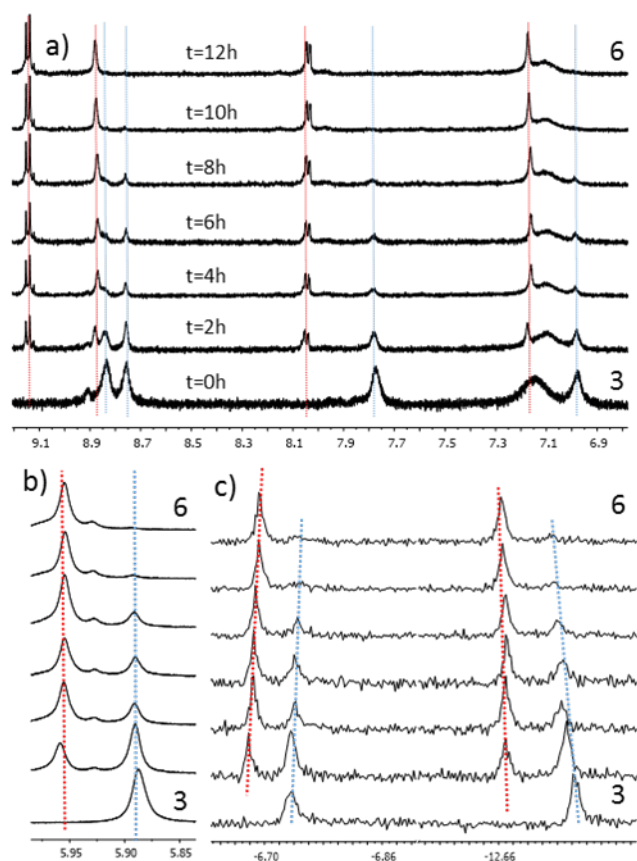 a)
6
t=12h
t=10h
t=8h
t=6h
t=4h
t=2h
t=0h
3
9.1 8.9 8.7 8.5 8.3 8.1 7.9 7.7 7.5 7.3 7.1 6.9
b)
6
3
5.95 5.90 5.85
c)
6
3
-6.70 -6.86 -12.66